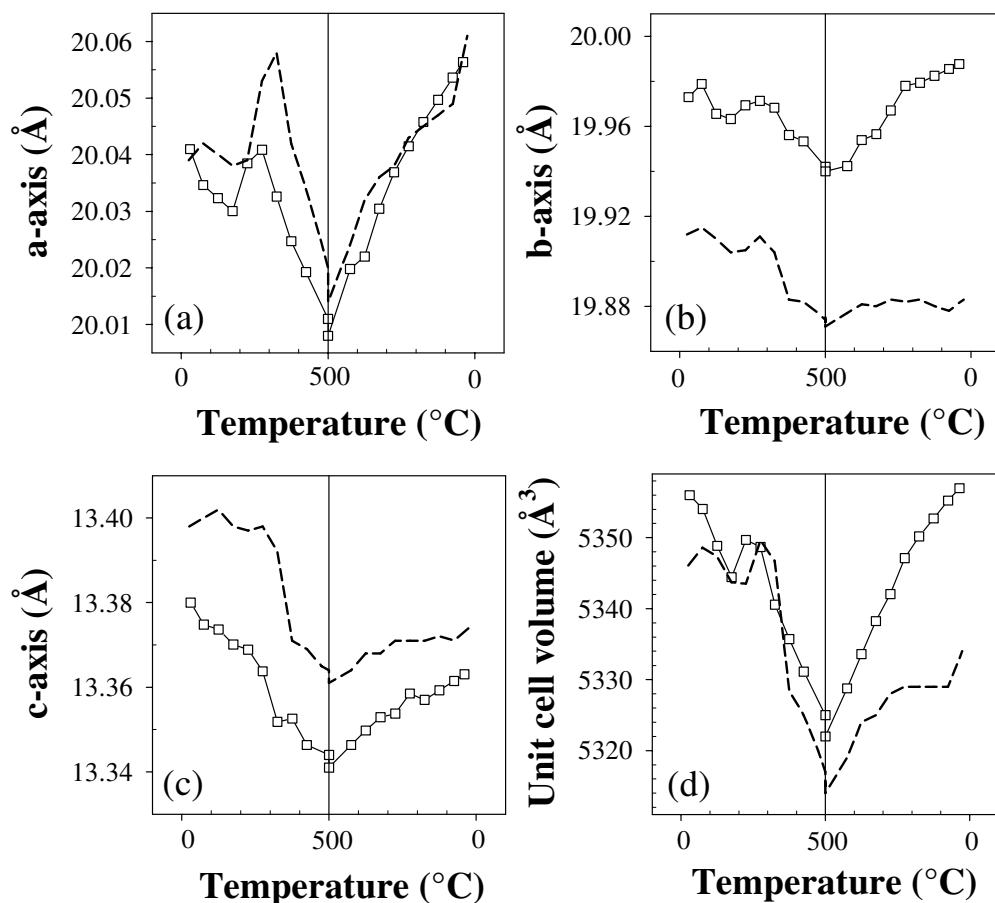 20.06
20.05
20.04
20.03
20.02
20.01
a-axis (Å)
(a)
0
500
0
Temperature (°C)
20.00
19.96
19.92
19.88
b-axis (Å)
(b)
0
500
0
Temperature (°C)
13.40
13.38
13.36
13.34
c-axis (Å)
(c)
0
500
0
Temperature (°C)
5350
5340
5330
5320
Unit cell volume (Å³)
(d)
0
500
0
Temperature (°C)